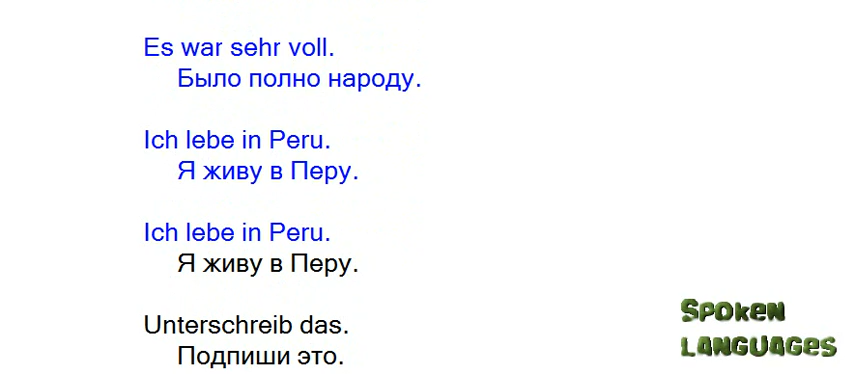 Es war sehr voll.
Было полно народу.
Ich lebe in Peru.
Я живу в Перу.
Ich lebe in Peru.
Я живу в Перу.
Unterschreib das.
Подпиши это.
Spoken
Languages